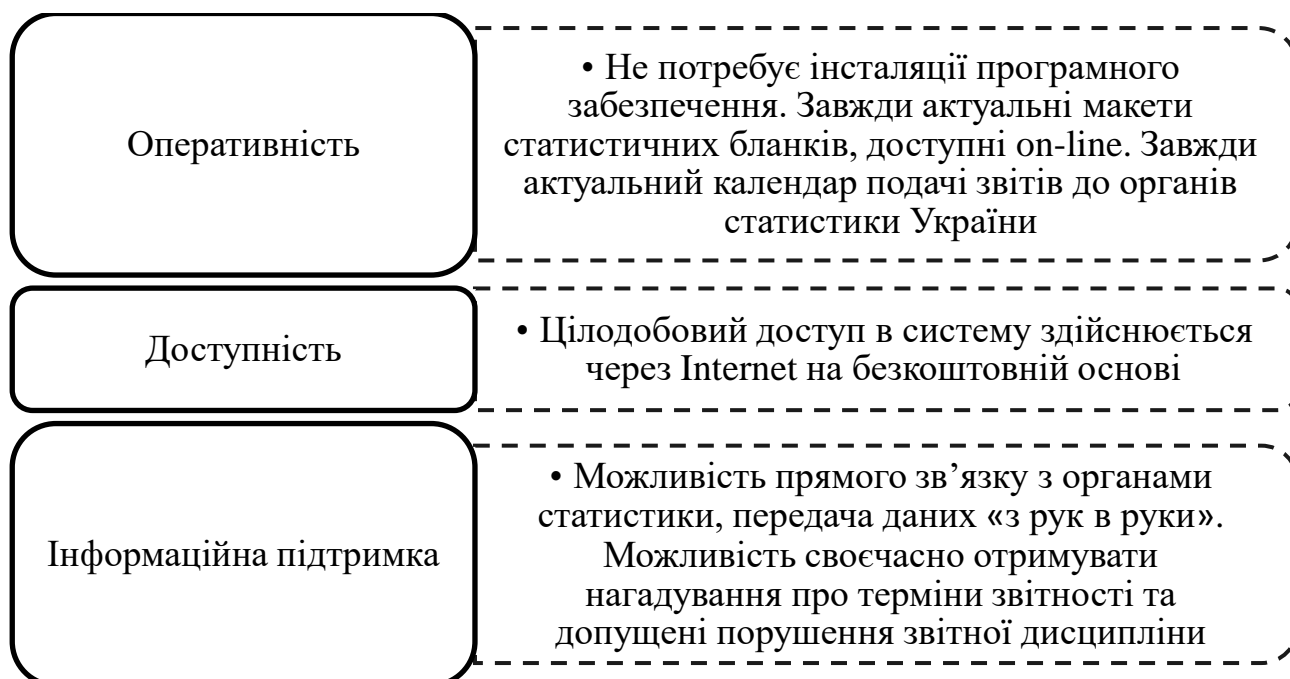 Оперативність
• Не потребує інсталяції програмного
забезпечення. Завжди актуальні макети
статистичних бланків, доступні on-line. Завжди
актуальний календар подачі звітів до органів
статистики України
Доступність
• Цілодобовий доступ в систему здійснюється
через Internet на безкоштовній основі
Інформаційна підтримка
• Можливість прямого зв’язку з органами
статистики, передача даних «з рук в руки».
Можливість своєчасно отримувати
нагадування про терміни звітності та
допущені порушення звітної дисципліни